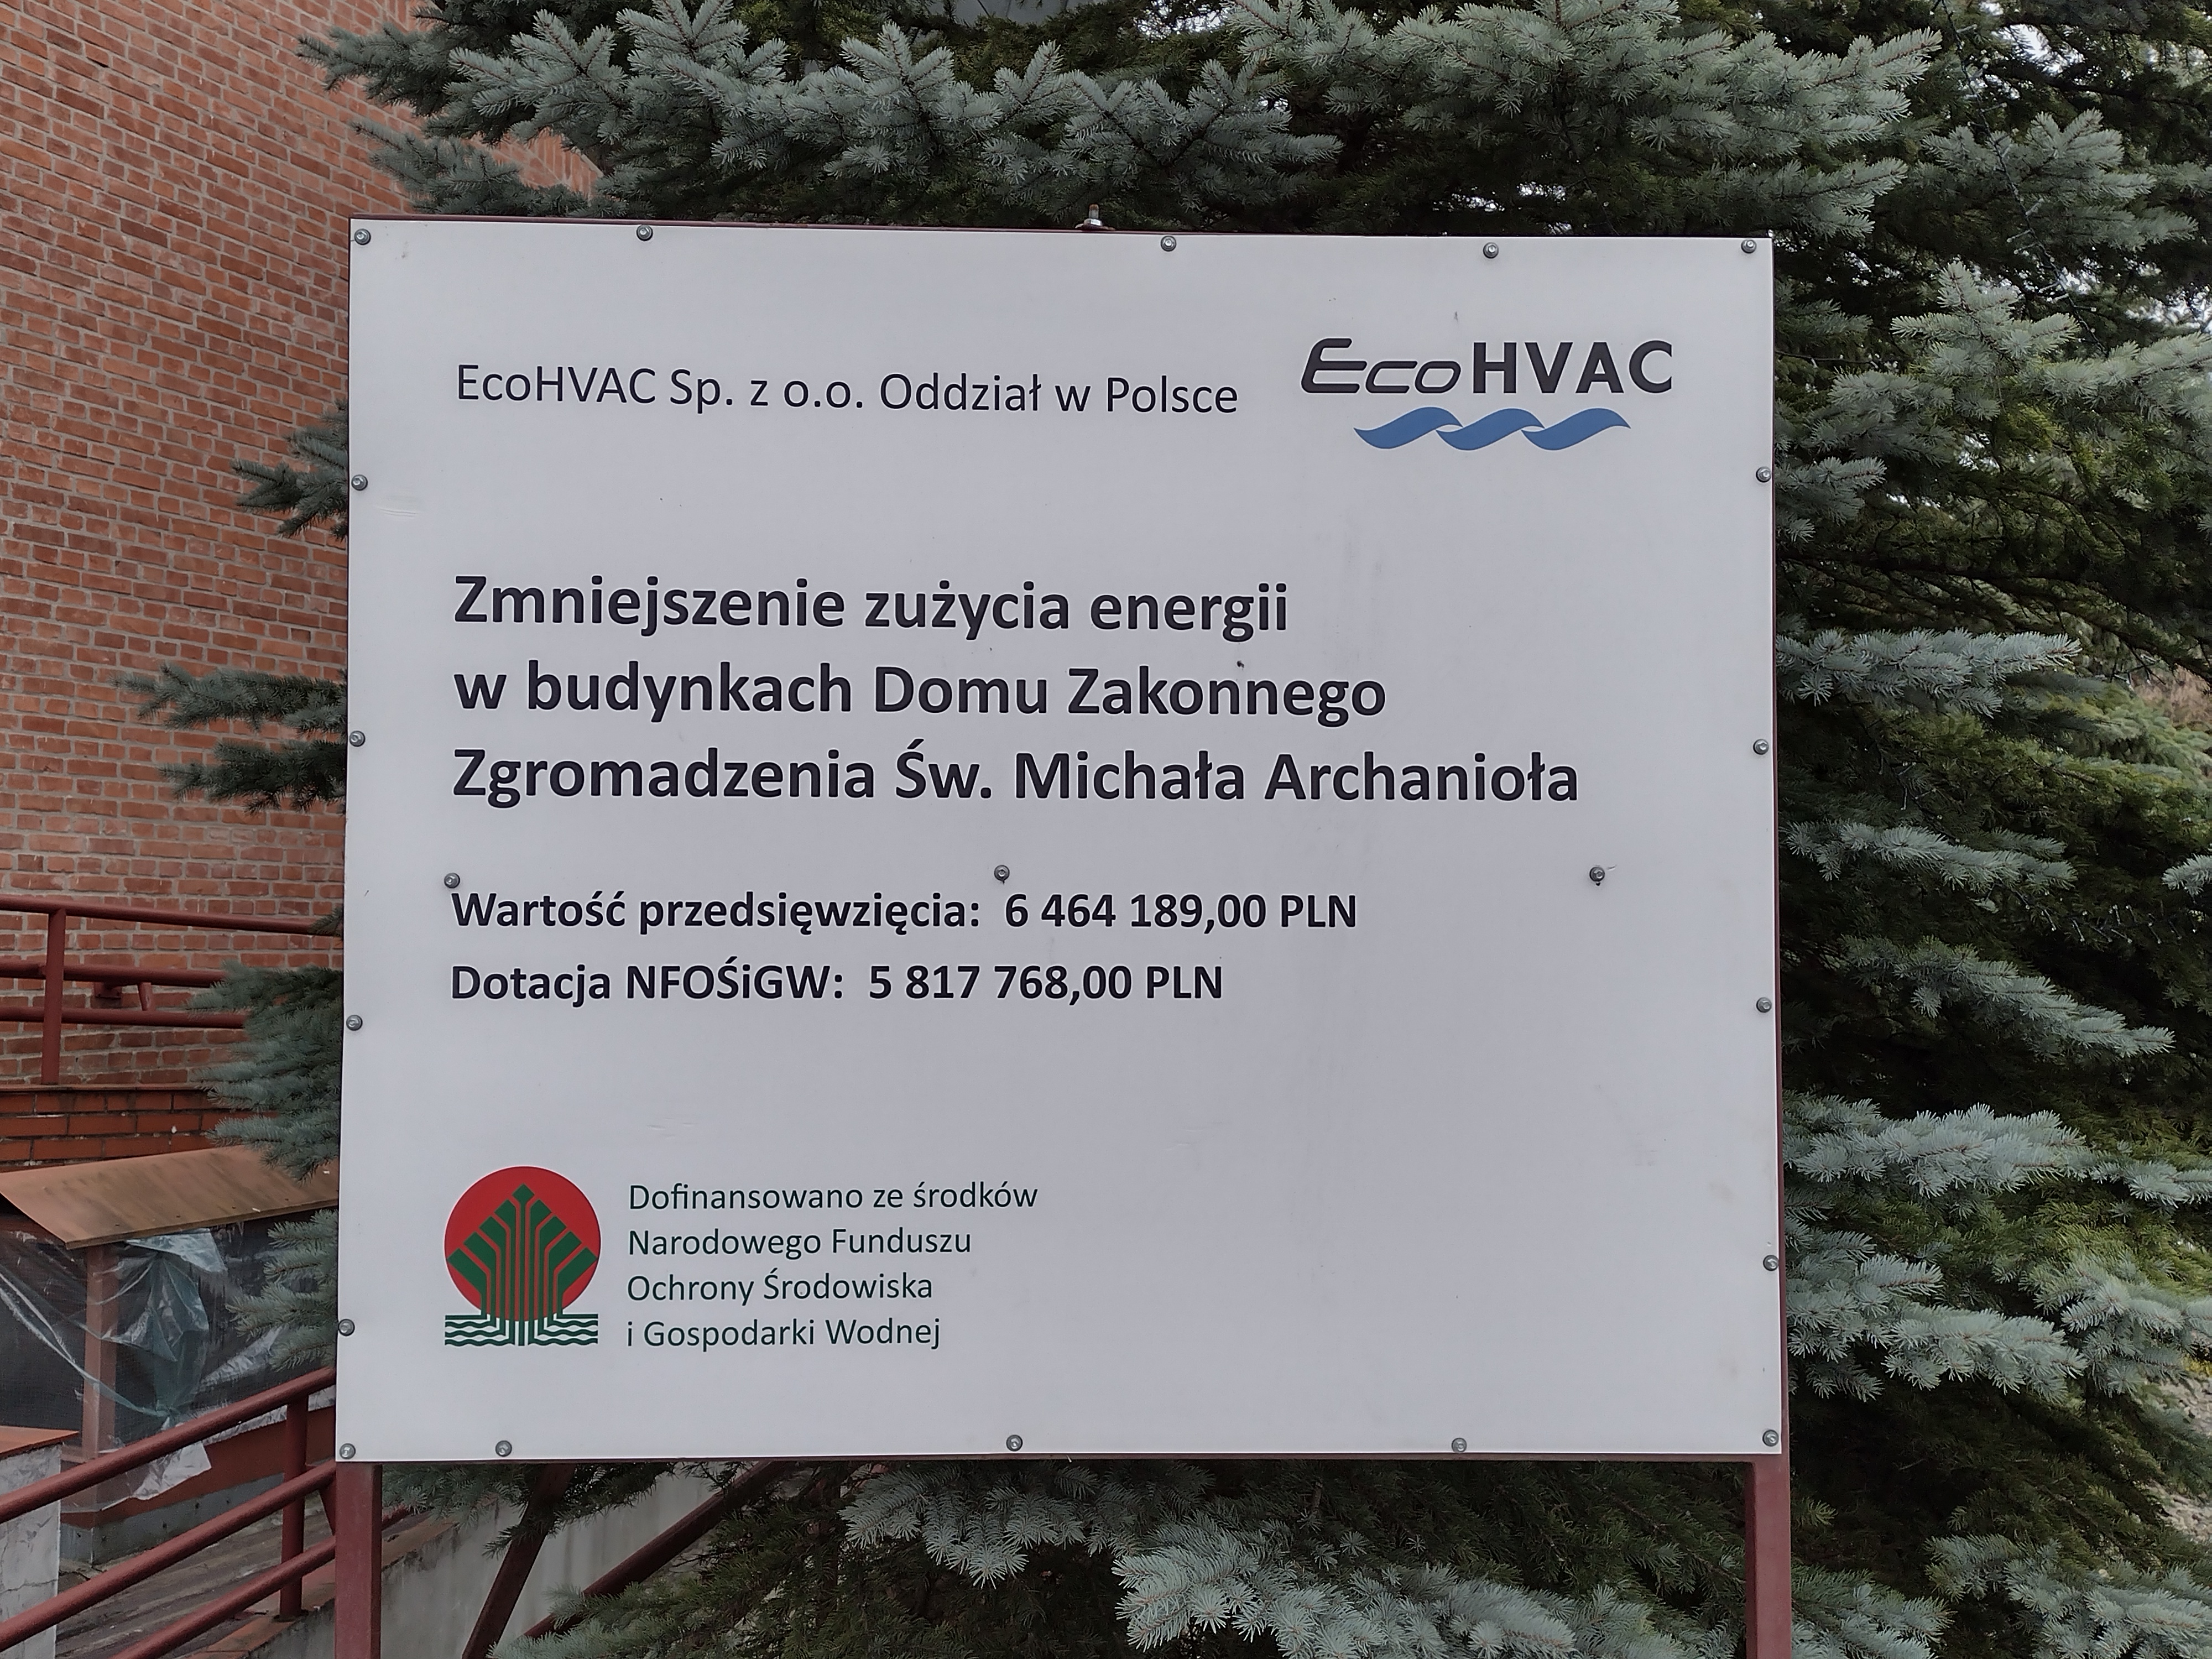 EcoHVAC Sp. z o.o. Oddział w Polsce
EcoHVAC
Zmniejszenie zużycia energii
w budynkach Domu Zakonnego
Zgromadzenia Św. Michała Archanioła
Wartość przedsięwzięcia: 6 464 189,00 PLN
Dotacja NFOŚiGW: 5 817 768,00 PLN
Dofinansowano ze środków
Narodowego Funduszu
Ochrony Środowiska
i Gospodarki Wodnej